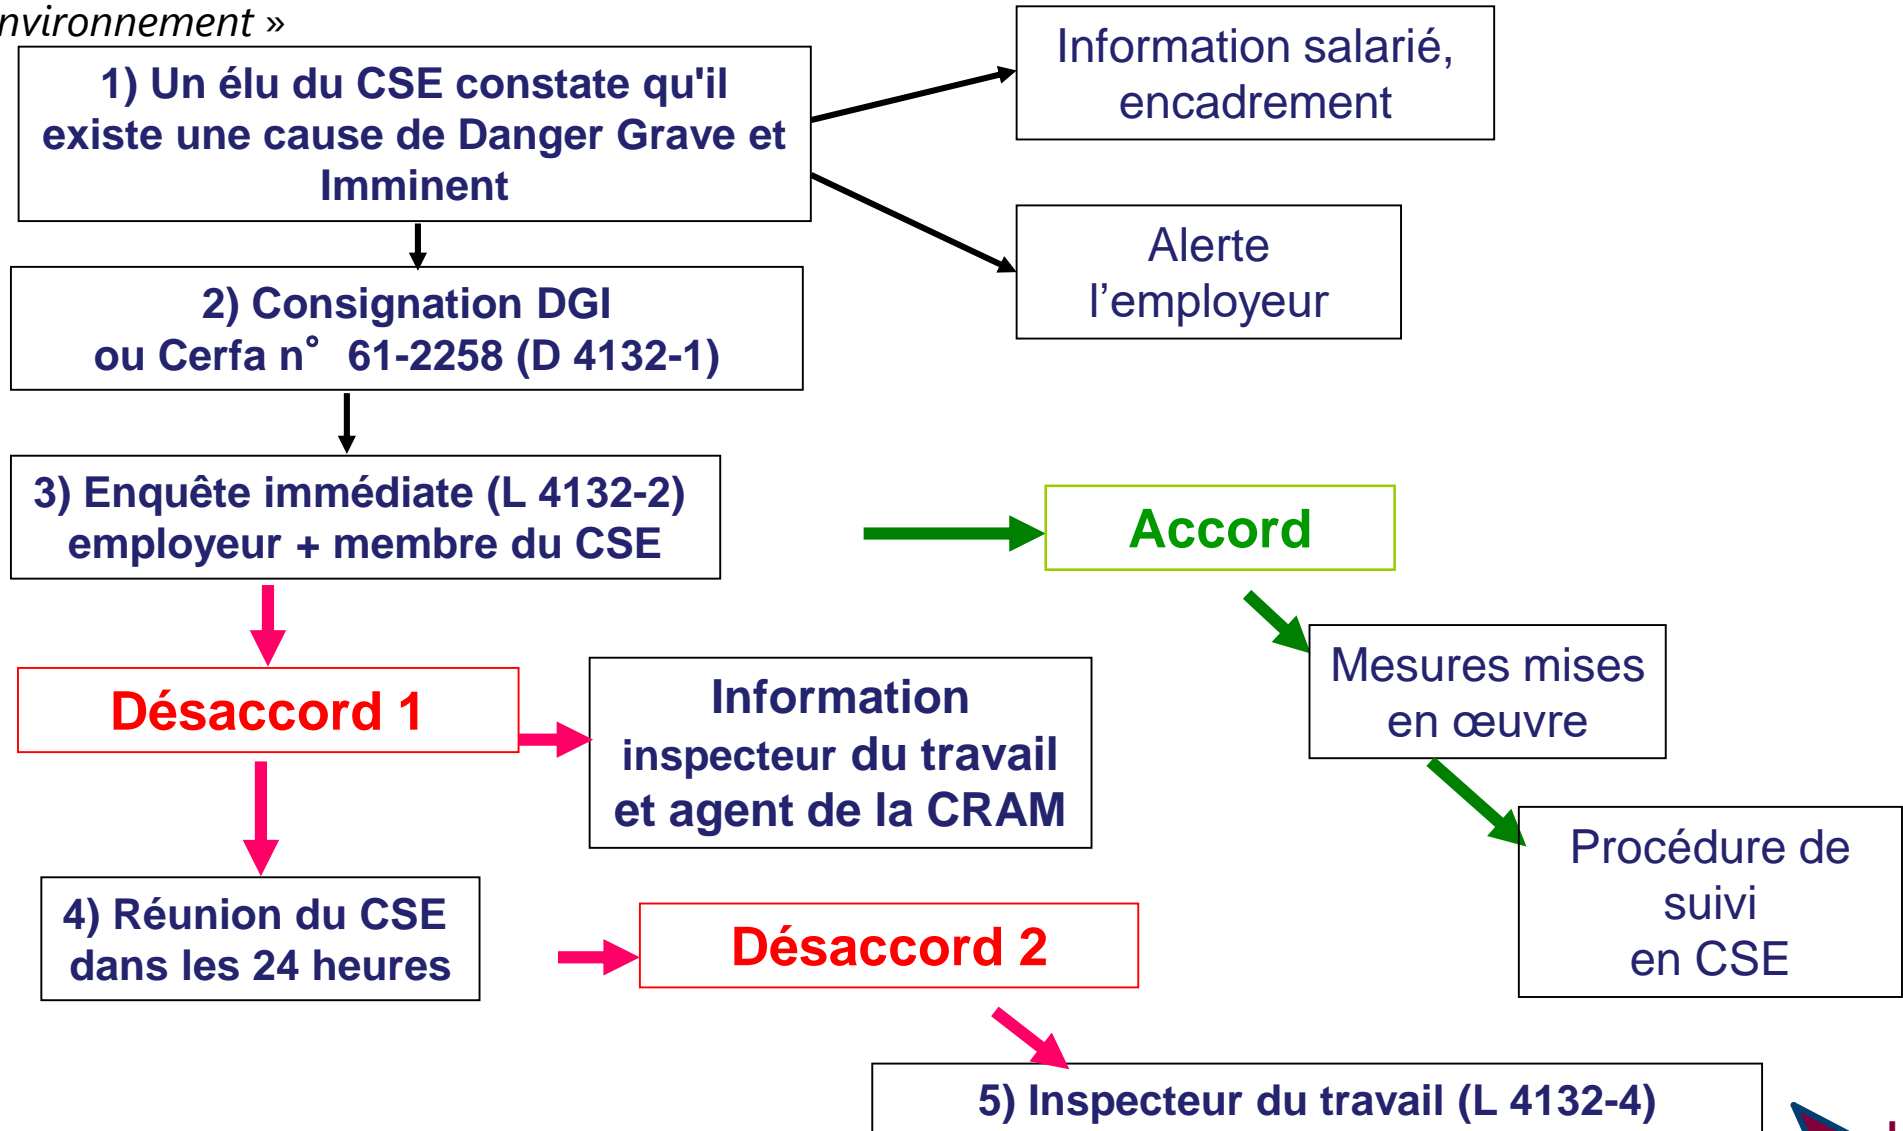 nvironnement »
1) Un élu du CSE constate qu'il
existe une cause de Danger Grave et
Imminent
Information salarié,
encadrement
Alerte
l’employeur
2) Consignation DGI
ou Cerfa n° 61-2258 (D 4132-1)
3) Enquête immédiate (L 4132-2)
employeur + membre du CSE
Accord
Mesures mises
en œuvre
Désaccord 1
Information
inspecteur du travail
et agent de la CRAM
Procédure de
suivi
en CSE
4) Réunion du CSE
dans les 24 heures
Désaccord 2
5) Inspecteur du travail (L 4132-4)